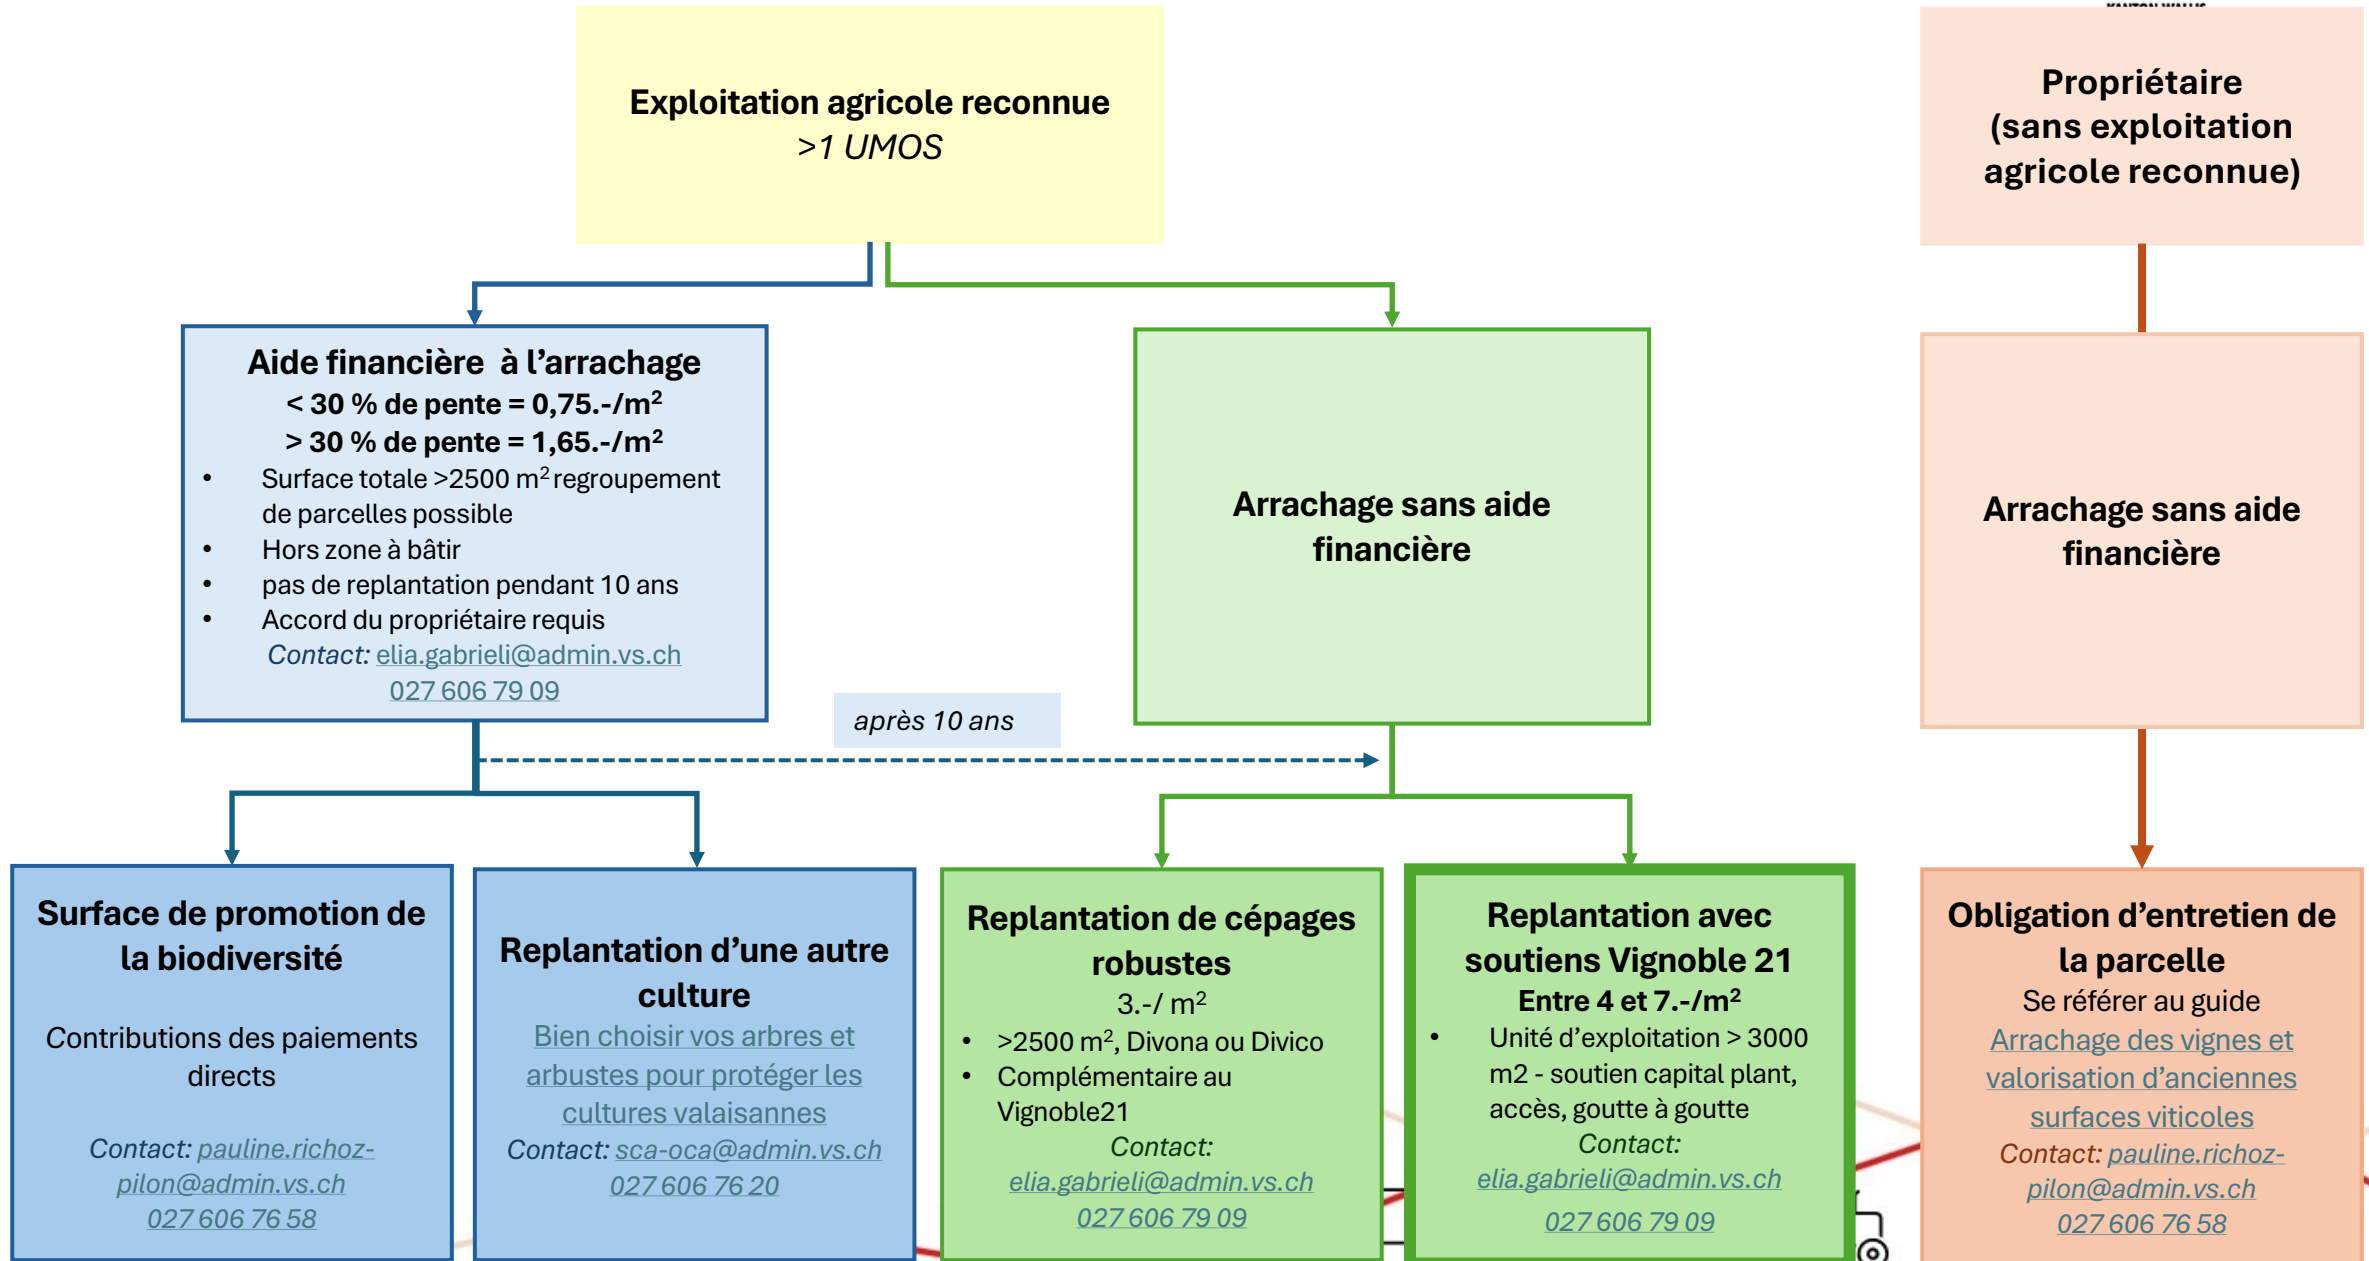 KANTON WALLIS
Exploitation agricole reconnue
>1 UMOS
Propriétaire
(sans exploitation
agricole reconnue)
Aide financière à l’arrachage
< 30 % de pente = 0,75.-/m²
> 30 % de pente = 1,65.-/m²
• Surface totale >2500 m² regroupement
de parcelles possible
• Hors zone à bâtir
• pas de replantation pendant 10 ans
• Accord du propriétaire requis
Contact: elia.gabrieli@admin.vs.ch
027 606 79 09
Arrachage sans aide
financière
Arrachage sans aide
financière
après 10 ans
Surface de promotion de
la biodiversité
Contributions des paiements
directs
Contact: pauline.richoz-
pilon@admin.vs.ch
027 606 76 58
Replantation d’une autre
culture
Bien choisir vos arbres et
arbustes pour protéger les
cultures valaisannes
Contact: sca-oca@admin.vs.ch
027 606 76 20
Replantation de cépages
robustes
3.-/ m²
• >2500 m², Divona ou Divico
• Complémentaire au
Vignoble21
Contact:
elia.gabrieli@admin.vs.ch
027 606 79 09
Replantation avec
soutiens Vignoble 21
Entre 4 et 7.-/m²
• Unité d’exploitation > 3000
m2 - soutien capital plant,
accès, goutte à goutte
Contact:
elia.gabrieli@admin.vs.ch
027 606 79 09
Obligation d’entretien de
la parcelle
Se référer au guide
Arrachage des vignes et
valorisation d’anciennes
surfaces viticoles
Contact: pauline.richoz-
pilon@admin.vs.ch
027 606 76 58